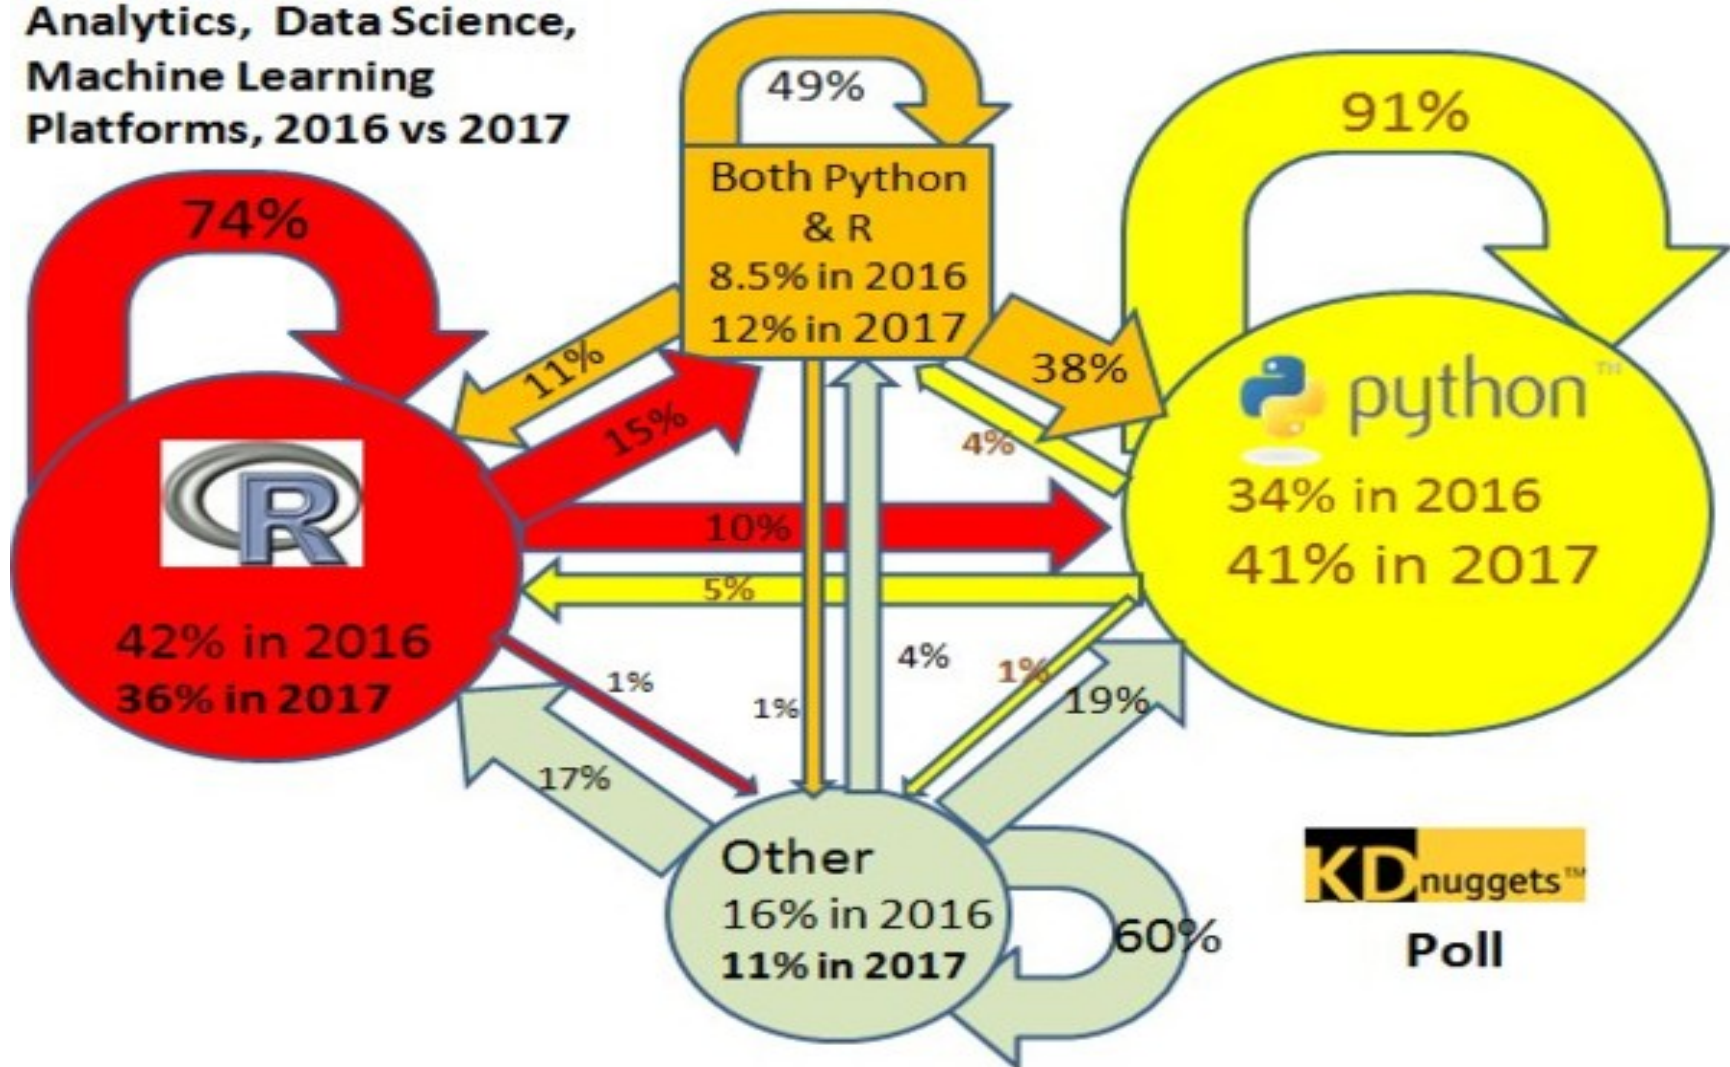 Analytics, Data Science,
Machine Learning
Platforms, 2016 vs 2017
49%
91%
74%
Both Python
& R
8.5% in 2016
12% in 2017
11%
15%
38%
4%
python™
34% in 2016
41% in 2017
R
42% in 2016
36% in 2017
10%
5%
1%
1%
4%
1%
19%
17%
Other
16% in 2016
11% in 2017
60%
KDnuggets™
Poll